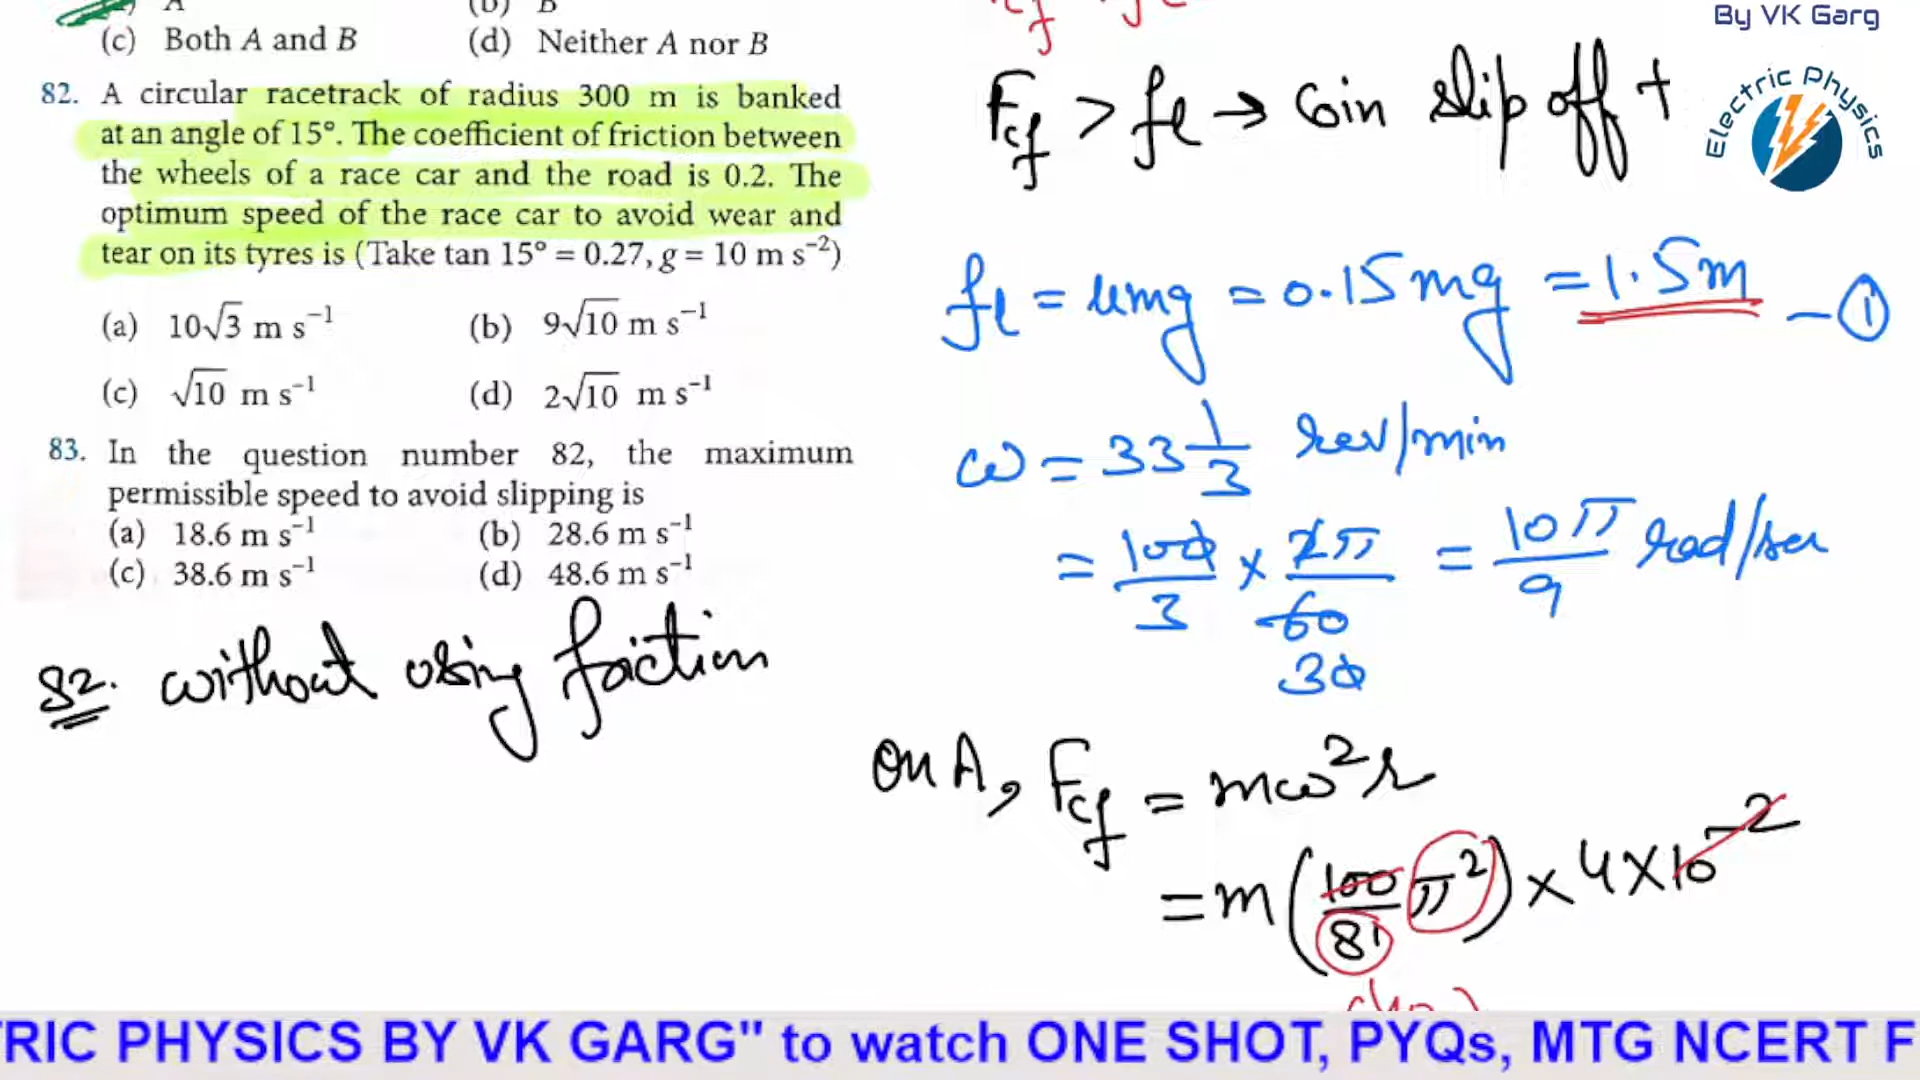 A (b) B
(c) Both A and B (d) Neither A nor B
82. A circular racetrack of radius 300 m is banked
at an angle of 15°. The coefficient of friction between
the wheels of a race car and the road is 0.2. The
optimum speed of the race car to avoid wear and
tear on its tyres is (Take tan 15° = 0.27, g = 10 m s⁻²)
(a) 10√3 m s⁻¹ (b) 9√10 m s⁻¹
(c) √10 m s⁻¹ (d) 2√10 m s⁻¹
83. In the question number 82, the maximum
permissible speed to avoid slipping is
(a) 18.6 m s⁻¹ (b) 28.6 m s⁻¹
(c) 38.6 m s⁻¹ (d) 48.6 m s⁻¹
82. without using friction
By VK Garg
Electric Physics
Fcf > fl → Coin slip off
fl = μmg = 0.15mg = 1.5m – ①
ω = 33 1/3 rev/min
= 100/3 × 2π/60 = 10π/9 rad/sec
30
on A, Fcf = mω²r
= m(100/81 π²) × 4×10⁻²
TRIC PHYSICS BY VK GARG" to watch ONE SHOT, PYQs, MTG NCERT F